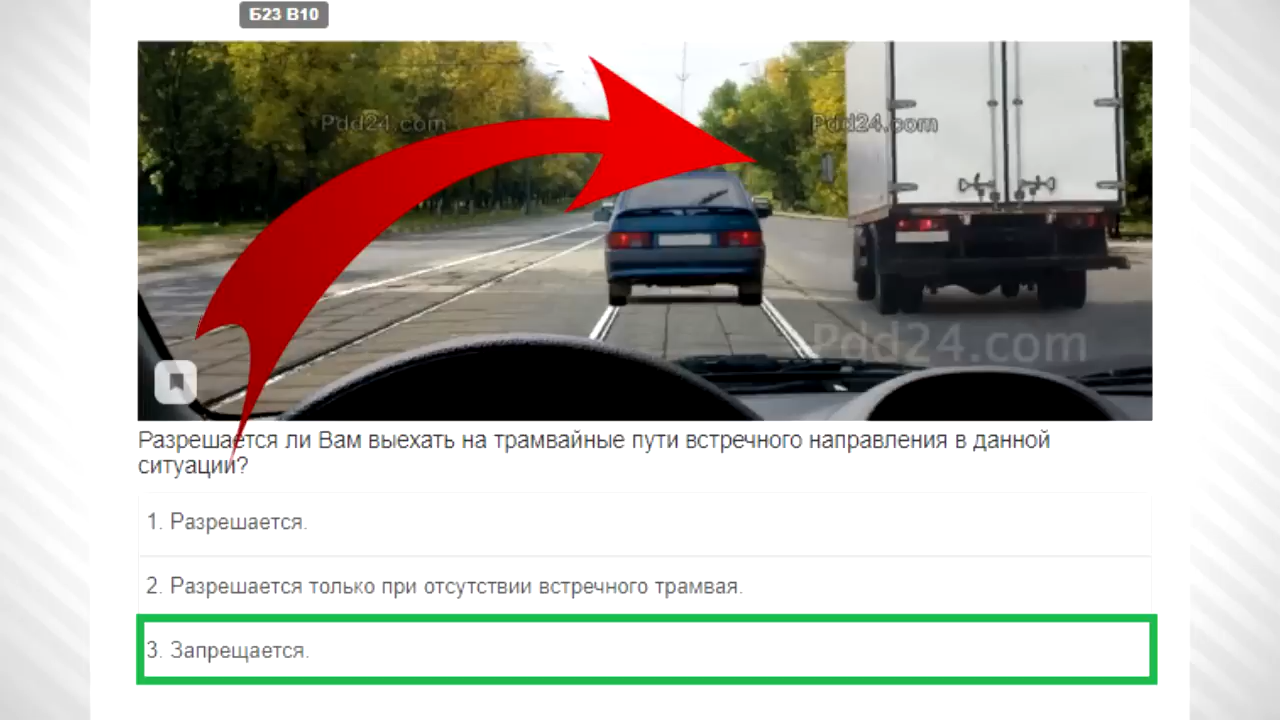 Б23 В10
Pdd24.com
Pdd24.com
Pdd24.com
Разрешается ли Вам выехать на трамвайные пути встречного направления в данной
ситуации?
1. Разрешается.
2. Разрешается только при отсутствии встречного трамвая.
3. Запрещается.